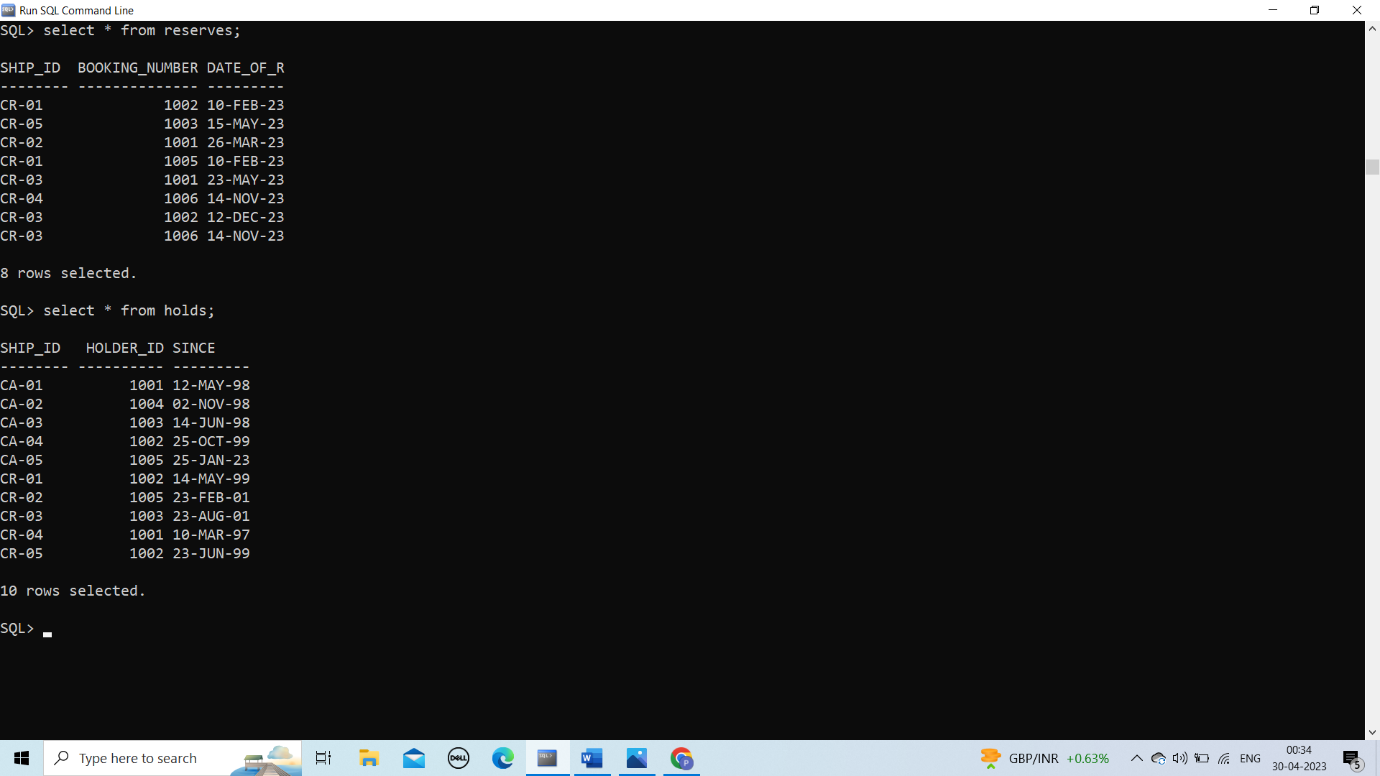 Run SQL Command Line
SQL> select * from reserves;
SHIP_ID  BOOKING_NUMBER DATE_OF_R
-------- -------------- ---------
CR-01              1002 10-FEB-23
CR-05              1003 15-MAY-23
CR-02              1001 26-MAR-23
CR-01              1005 10-FEB-23
CR-03              1001 23-MAY-23
CR-04              1006 14-NOV-23
CR-03              1002 12-DEC-23
CR-03              1006 14-NOV-23
8 rows selected.
SQL> select * from holds;
SHIP_ID   HOLDER_ID SINCE
-------- ---------- ---------
CA-01          1001 12-MAY-98
CA-02          1004 02-NOV-98
CA-03          1003 14-JUN-98
CA-04          1002 25-OCT-99
CA-05          1005 25-JAN-23
CR-01          1002 14-MAY-99
CR-02          1005 23-FEB-01
CR-03          1003 23-AUG-01
CR-04          1001 10-MAR-97
CR-05          1002 23-JUN-99
10 rows selected.
SQL>
Type here to search
DELL
W
P
GBP/INR +0.63%
ENG
00:34
30-04-2023
5